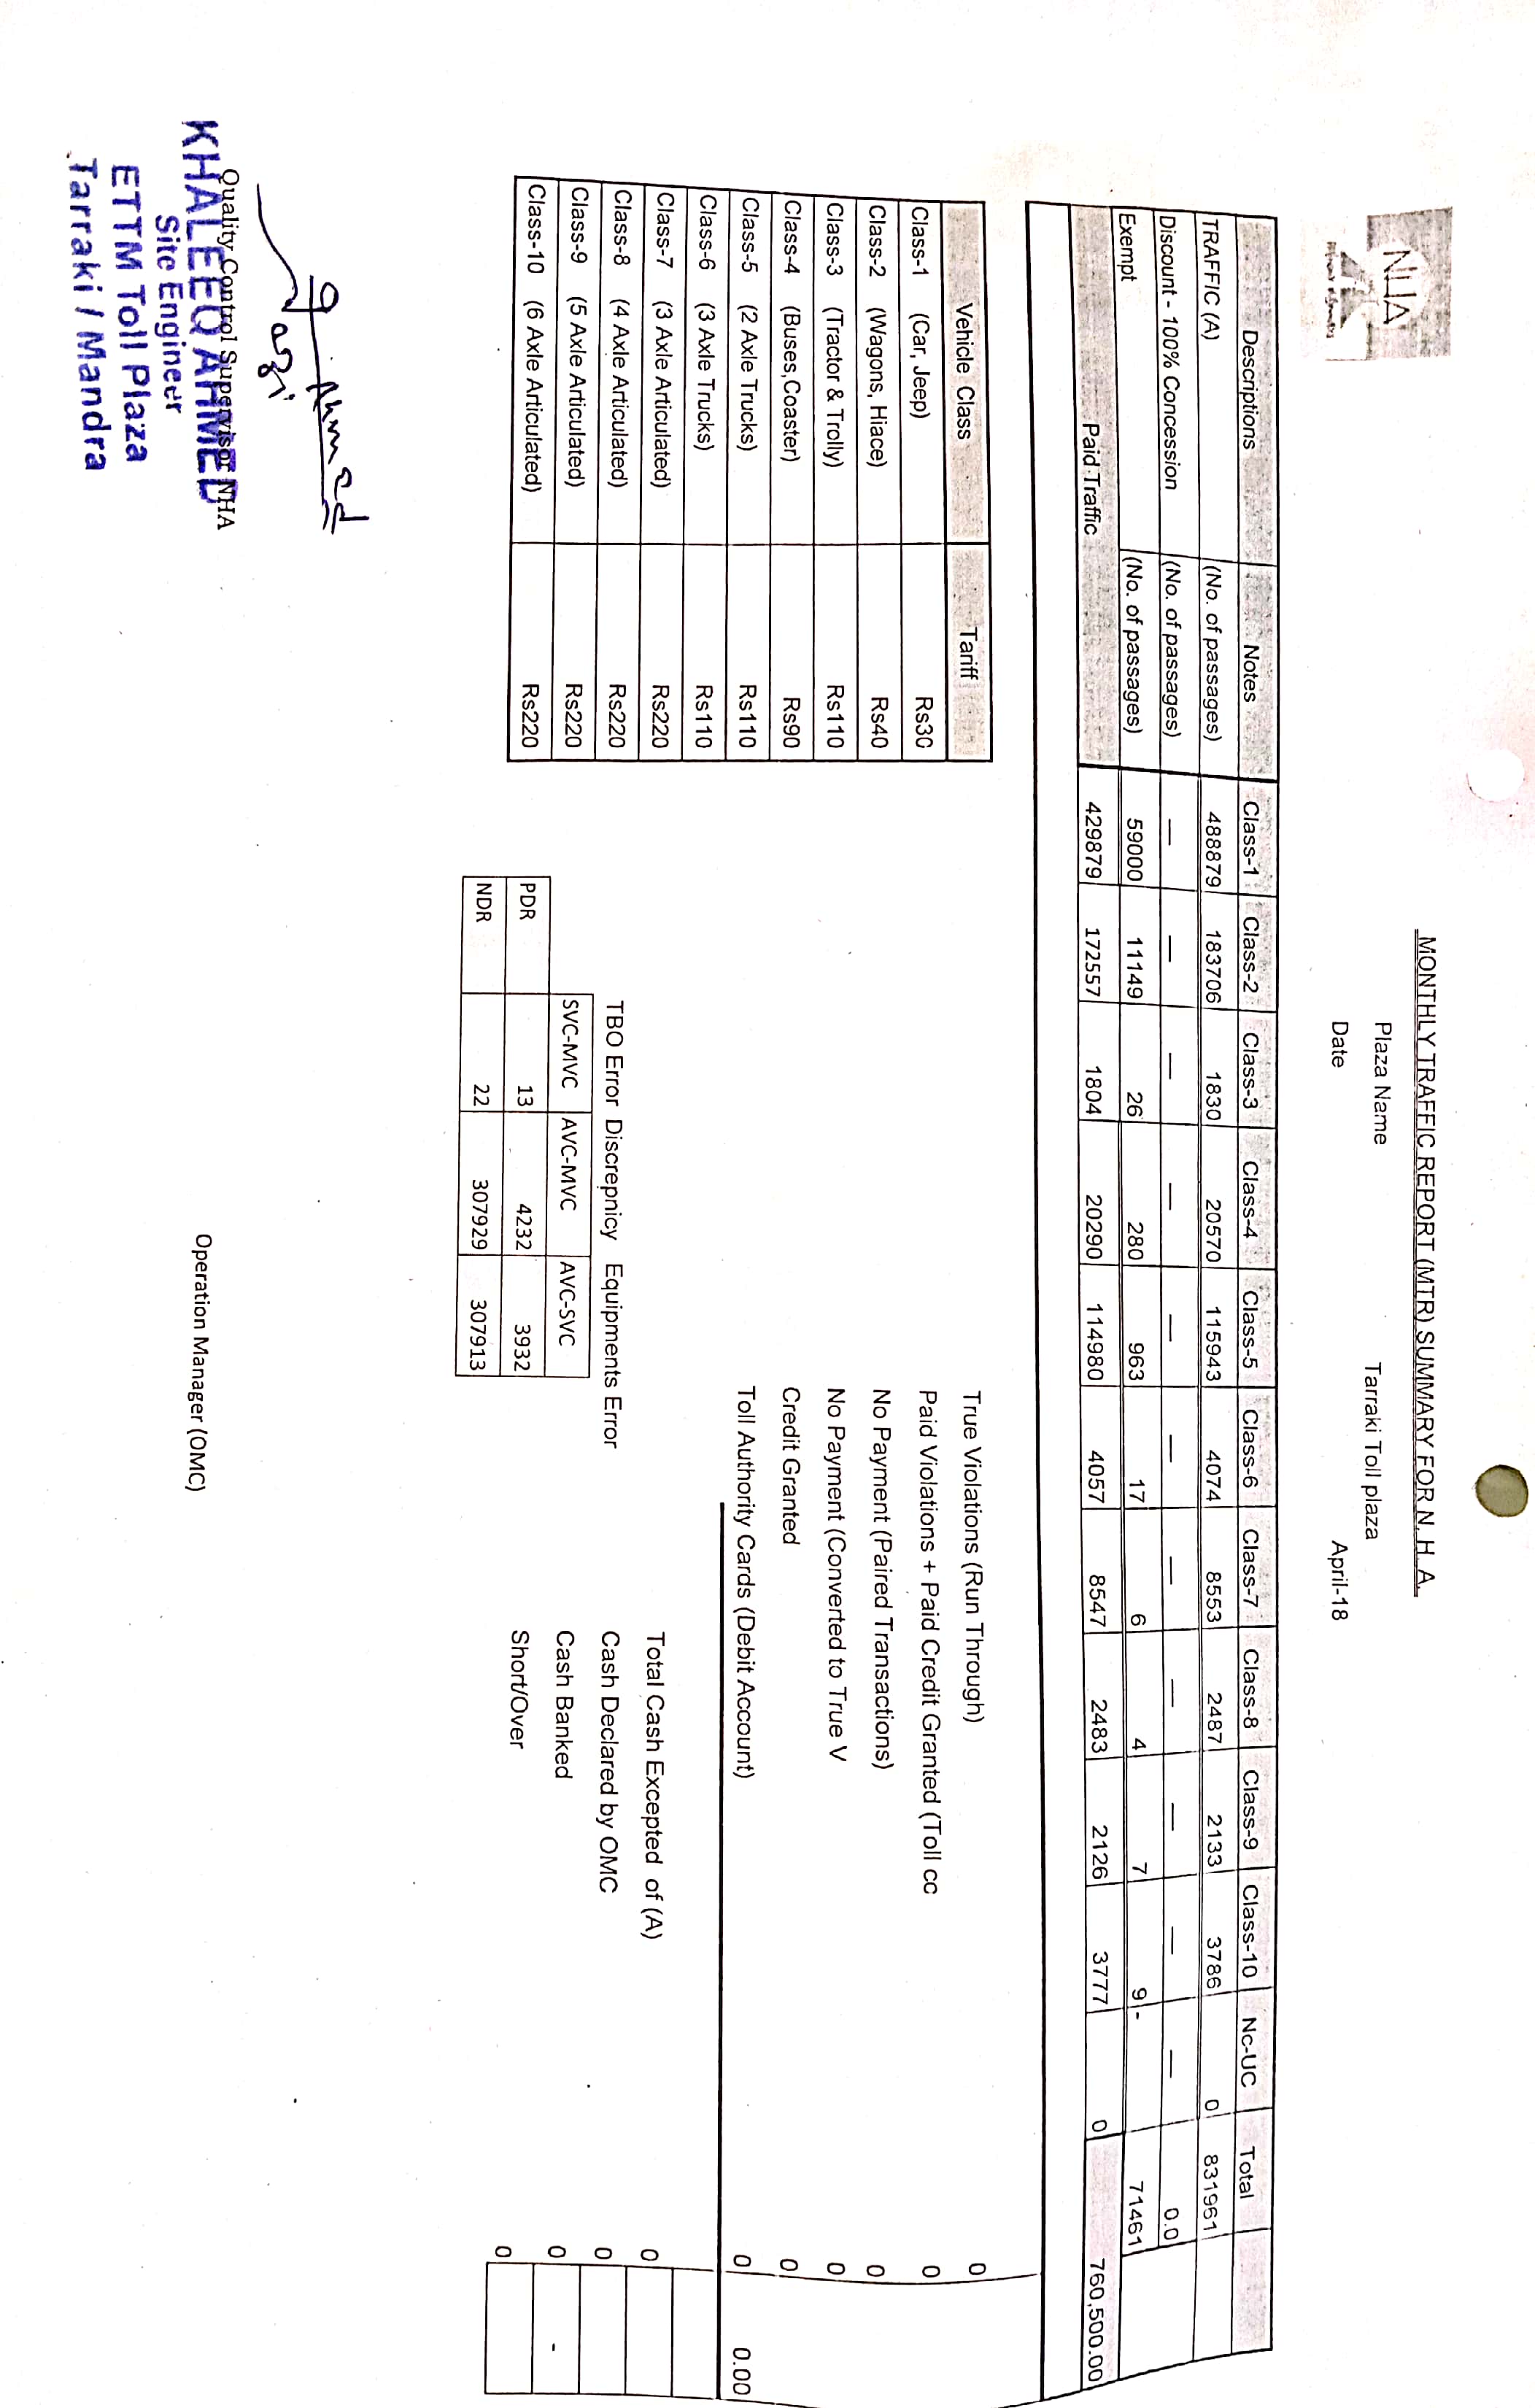 NHA
MONTHLY TRAFFIC REPORT (MTR) SUMMARY FOR N. H. A.
Plaza Name Tarraki Toll plaza
Date April-18
Descriptions Notes Class-1 Class-2 Class-3 Class-4 Class-5 Class-6 Class-7 Class-8 Class-9 Class-10 Nc-UC Total
TRAFFIC (A) (No. of passages) 488879 183706 1830 20570 115943 4074 8553 2487 2133 3786 0 831961
Discount - 100% Concession (No. of passages) — — — — — — — — — — — 0.0
Exempt (No. of passages) 59000 11149 26 280 963 17 6 4 7 9 - 71461
Paid Traffic 429879 172557 1804 20290 114980 4057 8547 2483 2126 3777 0 760,500.00
Vehicle Class Tariff
Class-1 (Car, Jeep) Rs30
Class-2 (Wagons, Hiace) Rs40
Class-3 (Tractor & Trolly) Rs110
Class-4 (Buses,Coaster) Rs90
Class-5 (2 Axle Trucks) Rs110
Class-6 (3 Axle Trucks) Rs110
Class-7 (3 Axle Articulated) Rs220
Class-8 (4 Axle Articulated) Rs220
Class-9 (5 Axle Articulated) Rs220
Class-10 (6 Axle Articulated) Rs220
True Violations (Run Through) 0
Paid Violations + Paid Credit Granted (Toll cc 0
No Payment (Paired Transactions) 0
No Payment (Converted to True V 0
Credit Granted 0
Toll Authority Cards (Debit Account) 0 0.00
TBO Error Discrepnicy Equipments Error
SVC-MVC AVC-MVC AVC-SVC
PDR 13 4232 3932
NDR 22 307929 307913
Total Cash Excepted of (A) 0
Cash Declared by OMC 0
Cash Banked 0 -
Short/Over 0
Quality Control Supervisor NHA
KHALEEQ AHMED
Site Engineer
ETTM Toll Plaza
Tarraki / Mandra
Operation Manager (OMC)